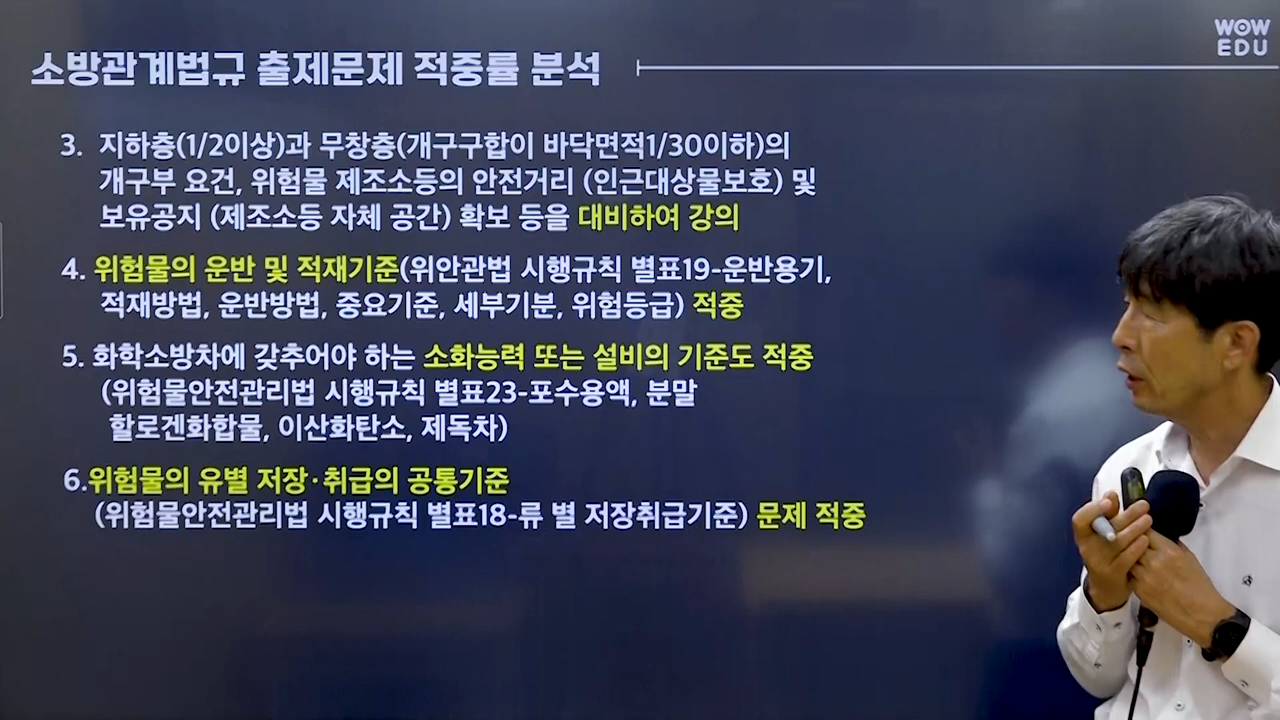 WOW
EDU
소방관계법규 출제문제 적중률 분석
3. 지하층(1/2이상)과 무창층(개구구합이 바닥면적1/30이하)의
개구부 요건, 위험물 제조소등의 안전거리 (인근대상물보호) 및
보유공지 (제조소등 자체 공간) 확보 등을 대비하여 강의
4. 위험물의 운반 및 적재기준(위안관법 시행규칙 별표19-운반용기,
적재방법, 운반방법, 중요기준, 세부기분, 위험등급) 적중
5. 화학소방차에 갖추어야 하는 소화능력 또는 설비의 기준도 적중
(위험물안전관리법 시행규칙 별표23-포수용액, 분말
할로겐화합물, 이산화탄소, 제독차)
6.위험물의 유별 저장·취급의 공통기준
(위험물안전관리법 시행규칙 별표18-류 별 저장취급기준) 문제 적중